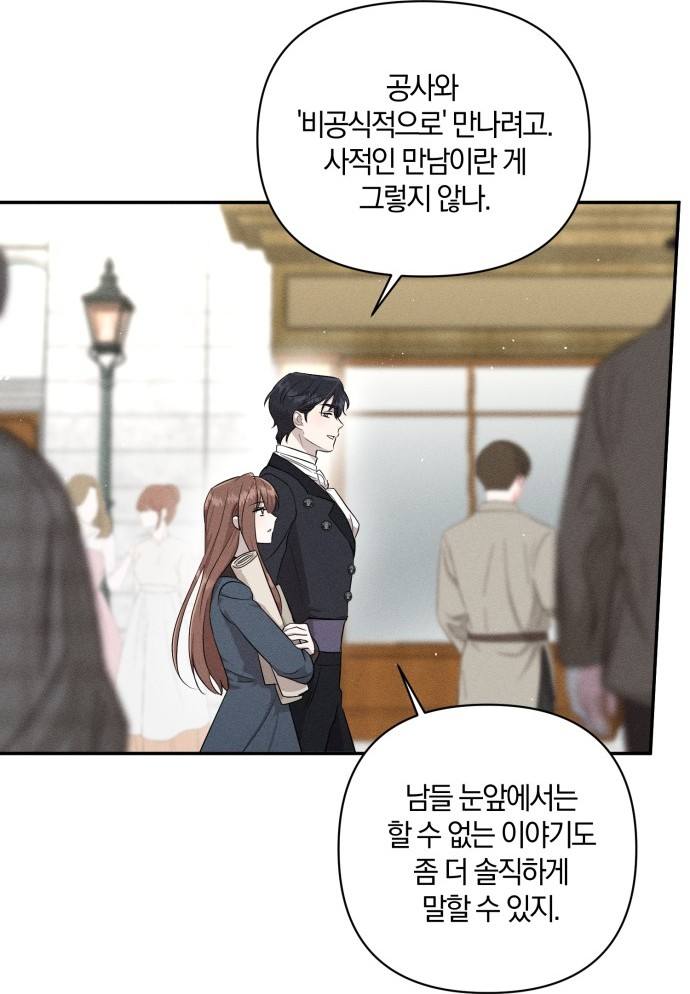 공사와
'비공식적으로' 만나려고.
사적인 만남이란 게
그렇지 않나.
남들 눈앞에서는
할 수 없는 이야기도
좀 더 솔직하게
말할 수 있지.